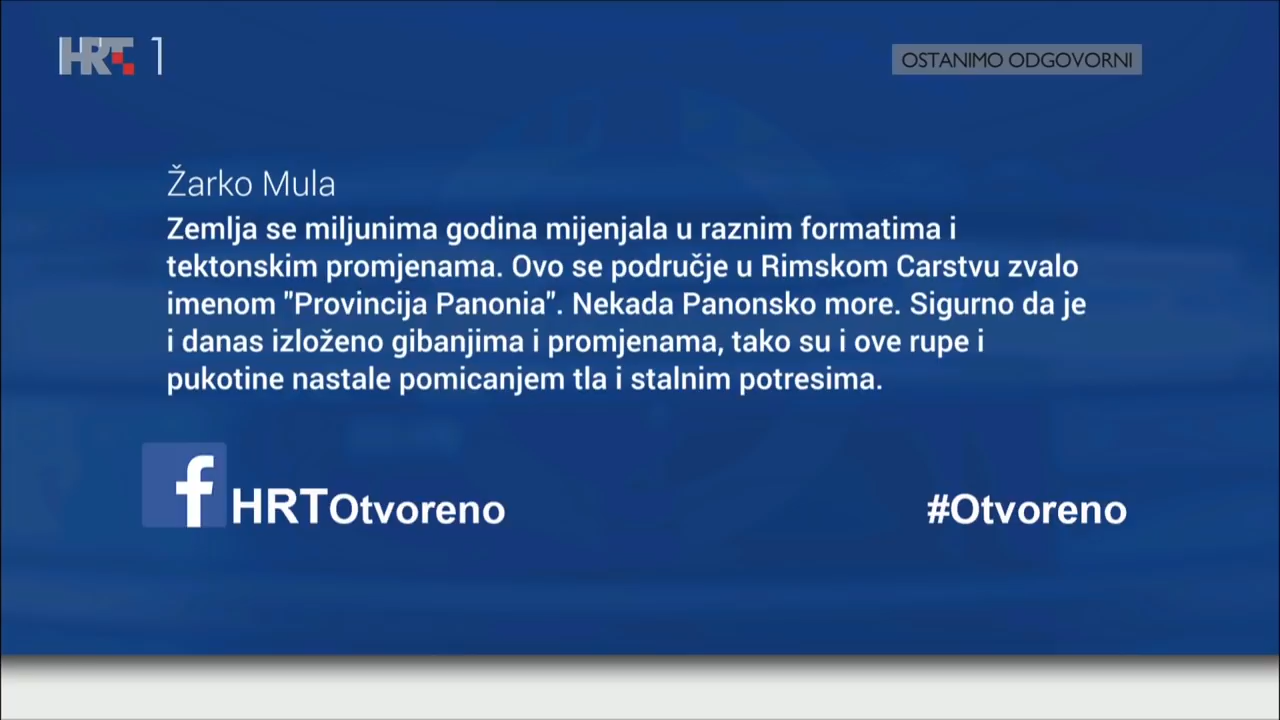 HRT 1
OSTANIMO ODGOVORNI
Žarko Mula
Zemlja se miljunima godina mijenjala u raznim formatima i
tektonskim promjenama. Ovo se područje u Rimskom Carstvu zvalo
imenom "Provincija Panonia". Nekada Panonsko more. Sigurno da je
i danas izloženo gibanjima i promjenama, tako su i ove rupe i
pukotine nastale pomicanjem tla i stalnim potresima.
f HRTOtvoreno
#Otvoreno